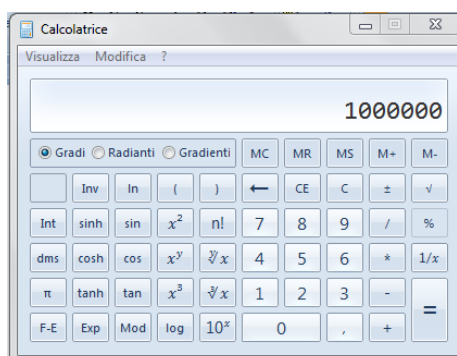 Calcolatrice
Visualizza Modifica ?
1000000
Gradi Radianti Gradienti MC MR MS M+ M-
Inv ln ( ) ← CE C ± √
Int sinh sin x² n! 7 8 9 / %
dms cosh cos xʸ ʸ√x 4 5 6 * 1/x
π tanh tan x³ ³√x 1 2 3 - =
F-E Exp Mod log 10ˣ 0 , +